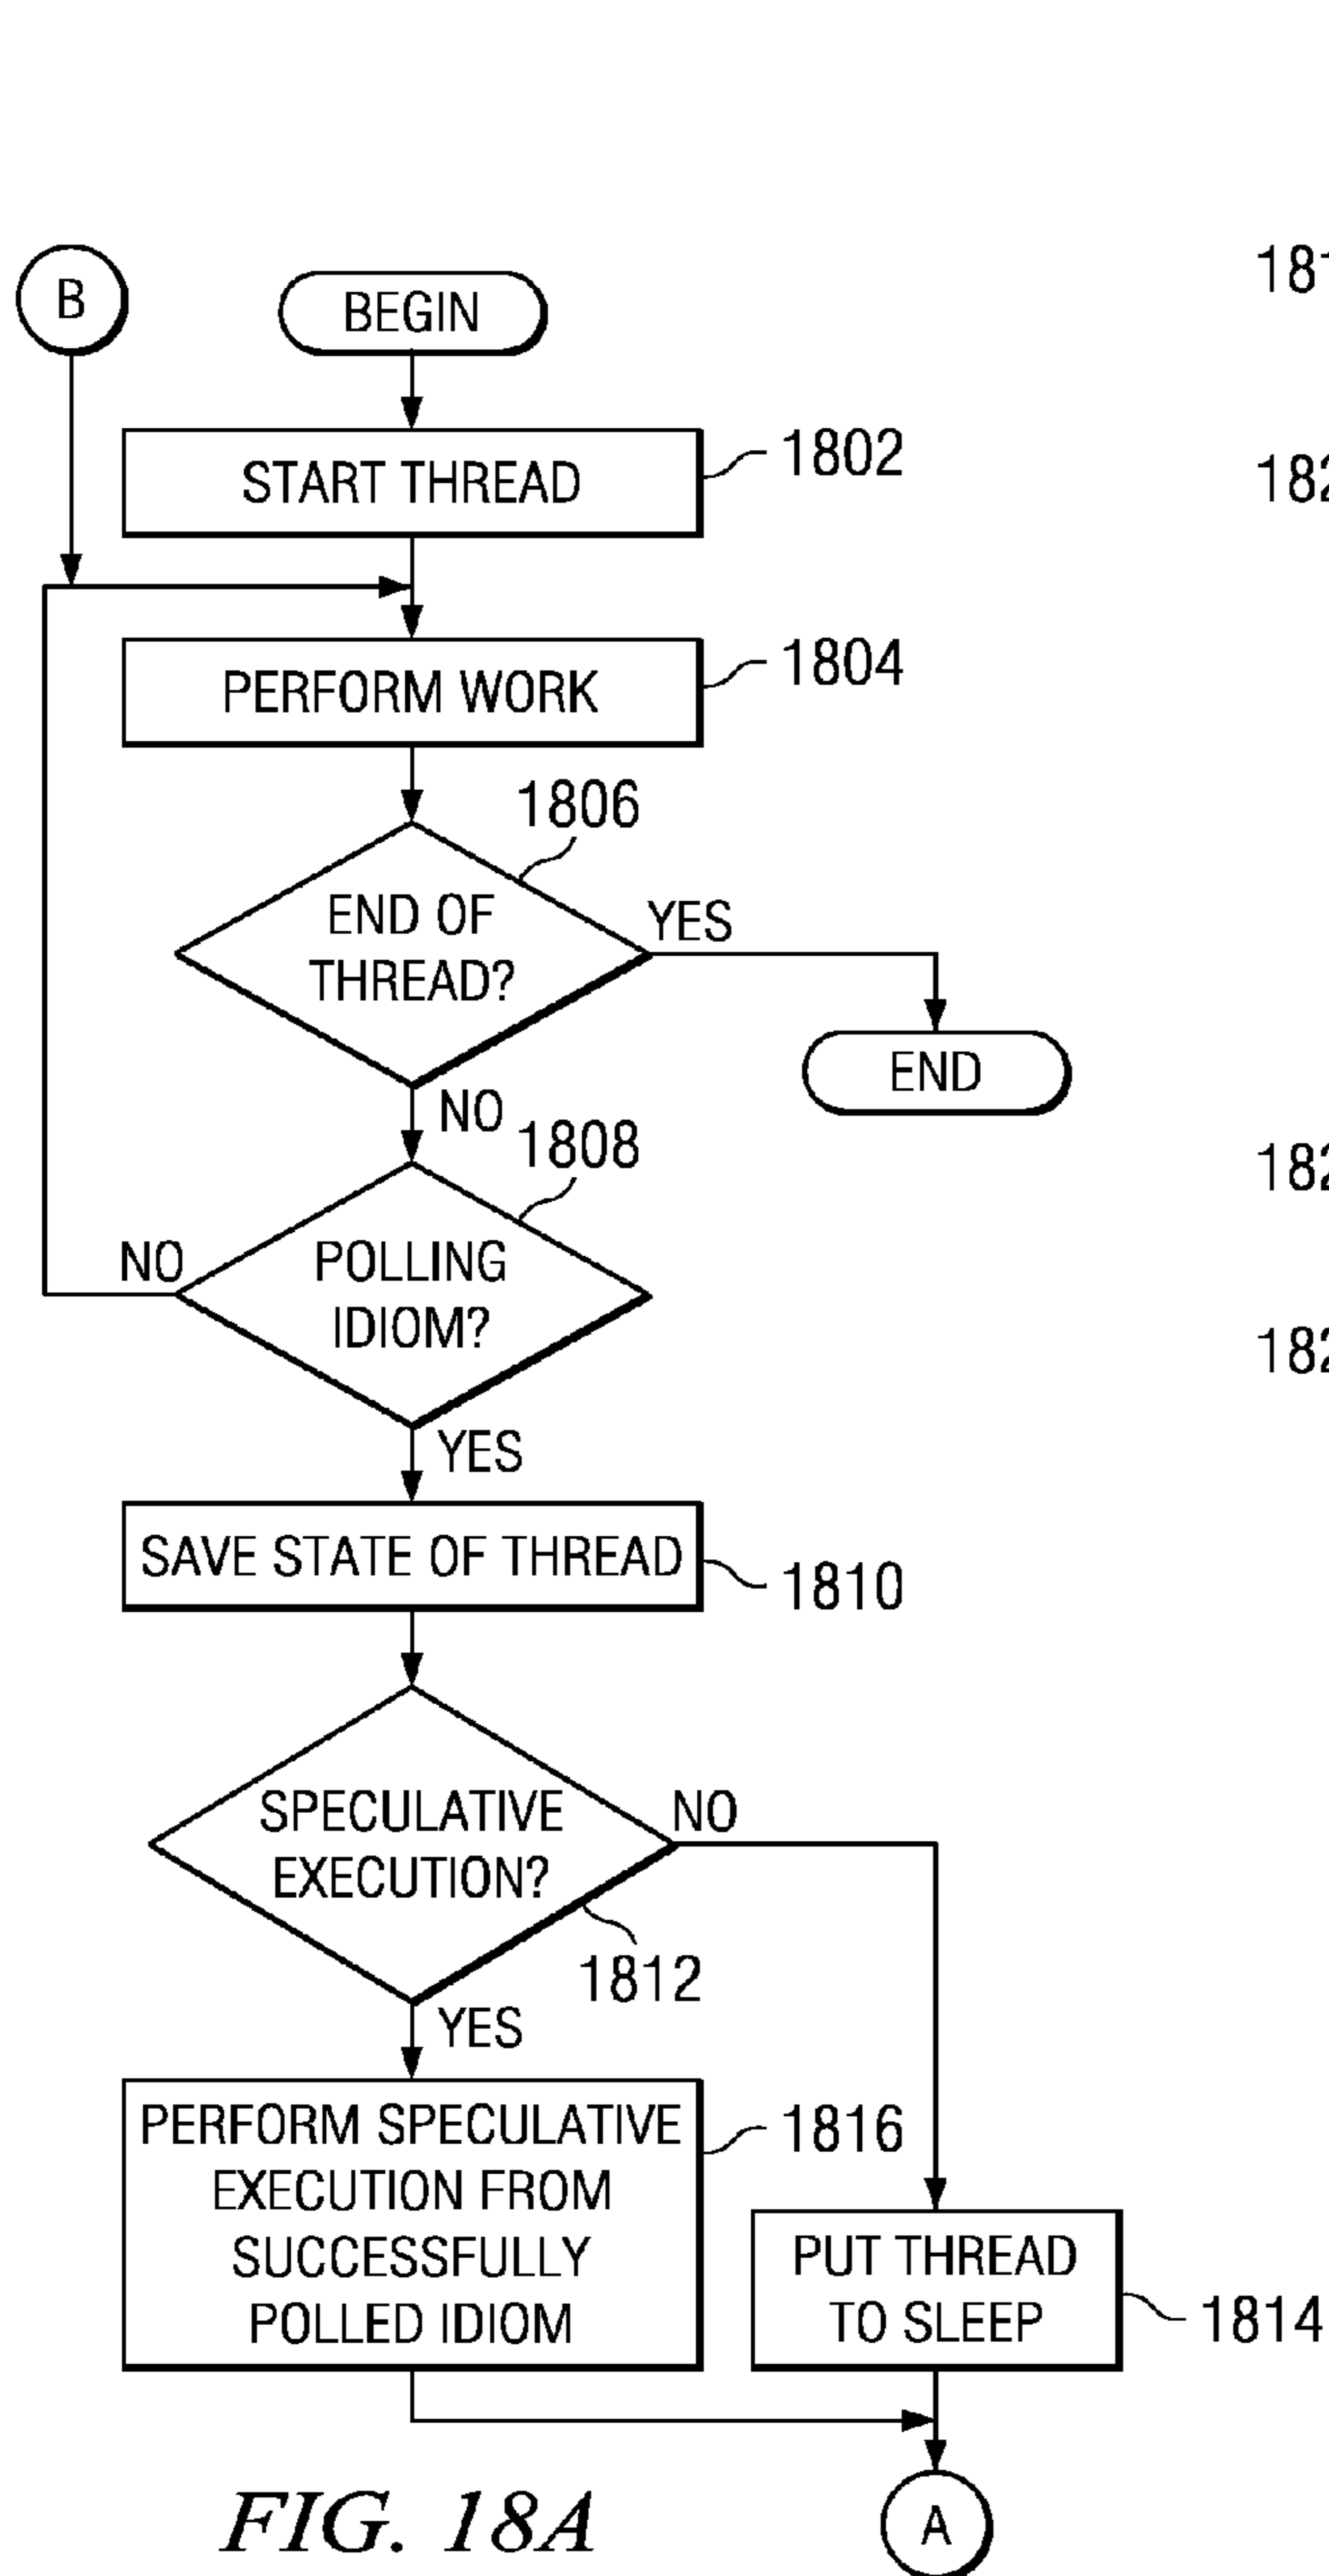 B
BEGIN
START THREAD
1802
PERFORM WORK
1804
1806
END OF
THREAD?
YES
END
NO
1808
POLLING
IDIOM?
NO
YES
SAVE STATE OF THREAD
1810
SPECULATIVE
EXECUTION?
NO
1812
YES
PERFORM SPECULATIVE
EXECUTION FROM
SUCCESSFULLY
POLLED IDIOM
1816
PUT THREAD
TO SLEEP
1814
A
FIG. 18A